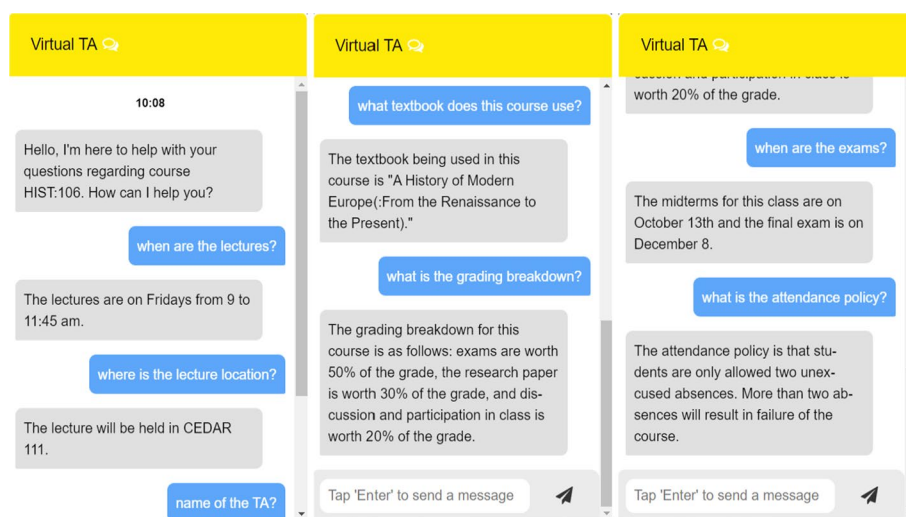 Virtual TA
10:08
Hello, I'm here to help with your
questions regarding course
HIST:106. How can I help you?
when are the lectures?
The lectures are on Fridays from 9 to
11:45 am.
where is the lecture location?
The lecture will be held in CEDAR
111.
name of the TA?
Virtual TA
what textbook does this course use?
The textbook being used in this
course is "A History of Modern
Europe(:From the Renaissance to
the Present)."
what is the grading breakdown?
The grading breakdown for this
course is as follows: exams are worth
50% of the grade, the research paper
is worth 30% of the grade, and dis-
cussion and participation in class is
worth 20% of the grade.
Tap 'Enter' to send a message
Virtual TA
cussion and participation in class is
worth 20% of the grade.
when are the exams?
The midterms for this class are on
October 13th and the final exam is on
December 8.
what is the attendance policy?
The attendance policy is that stu-
dents are only allowed two unex-
cused absences. More than two ab-
sences will result in failure of the
course.
Tap 'Enter' to send a message